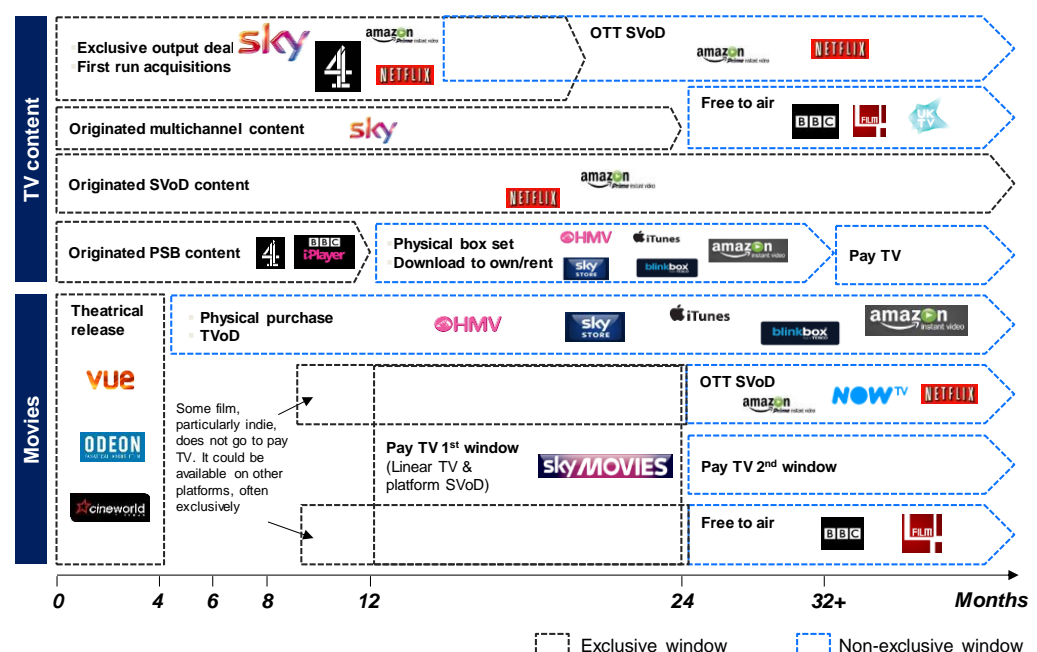 TV content
Exclusive output deal
First run acquisitions
sky
4
amazon
Prime instant video
NETFLIX
OTT SVoD
amazon
Prime instant video
NETFLIX
Originated multichannel content
sky
Free to air
BBC
FILM4
UK
TV
Originated SVoD content
NETFLIX
amazon
Prime instant video
Originated PSB content
4
BBC
iPlayer
Physical box set
Download to own/rent
HMV
iTunes
amazon
instant video
sky
STORE
blinkbox
Pay TV
Movies
Theatrical
release
vue
ODEON
cineworld
Physical purchase
TVoD
HMV
sky
STORE
iTunes
blinkbox
amazon
instant video
Some film,
particularly indie,
does not go to pay
TV. It could be
available on other
platforms, often
exclusively
Pay TV 1st window
(Linear TV &
platform SVoD)
sky MOVIES
OTT SVoD
amazon
Prime instant video
NOW TV
NETFLIX
Pay TV 2nd window
Free to air
BBC
FILM4
0 4 6 8 12 24 32+ Months
Exclusive window Non-exclusive window